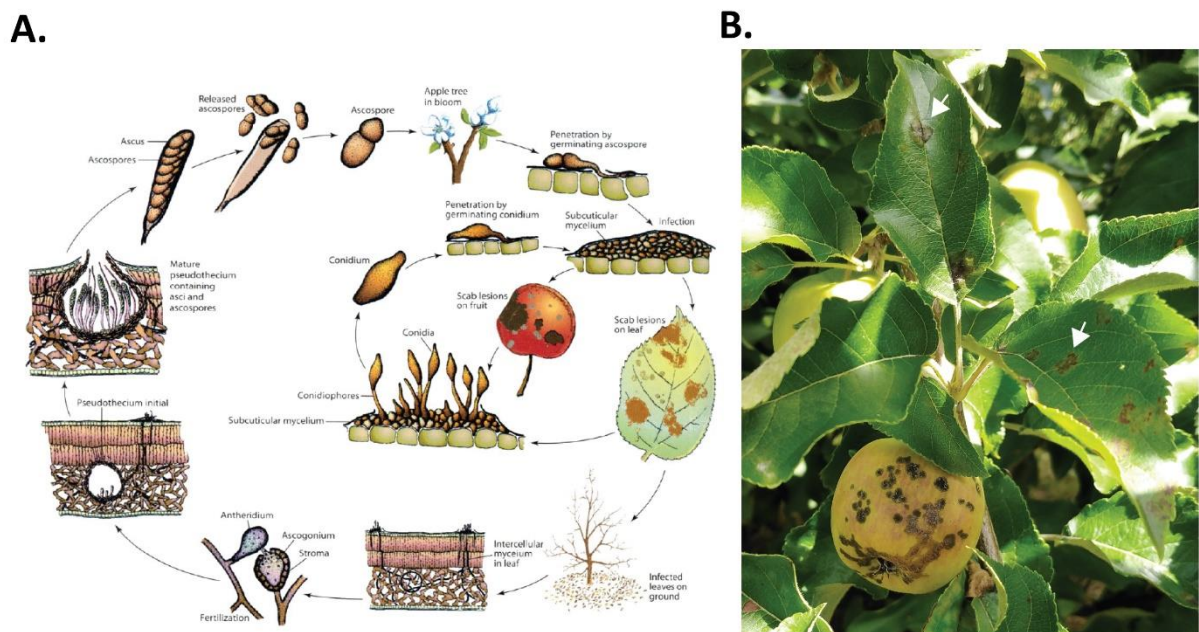 A.
B.
Released
ascospores
Ascospore
Apple tree
in bloom
Ascus
Ascospores
Penetration by
germinating ascospore
Penetration by
germinating conidium
Subcuticular
mycelium
Infection
Conidium
Mature
pseudothecium
containing
asci and
ascospores
Scab lesions
on fruit
Scab lesions
on leaf
Conidia
Pseudothecium initial
Conidiophores
Subcuticular mycelium
Antheridium
Ascogonium
Stroma
Intercellular
myceium
in leaf
Infected
leaves on
ground
Fertilization